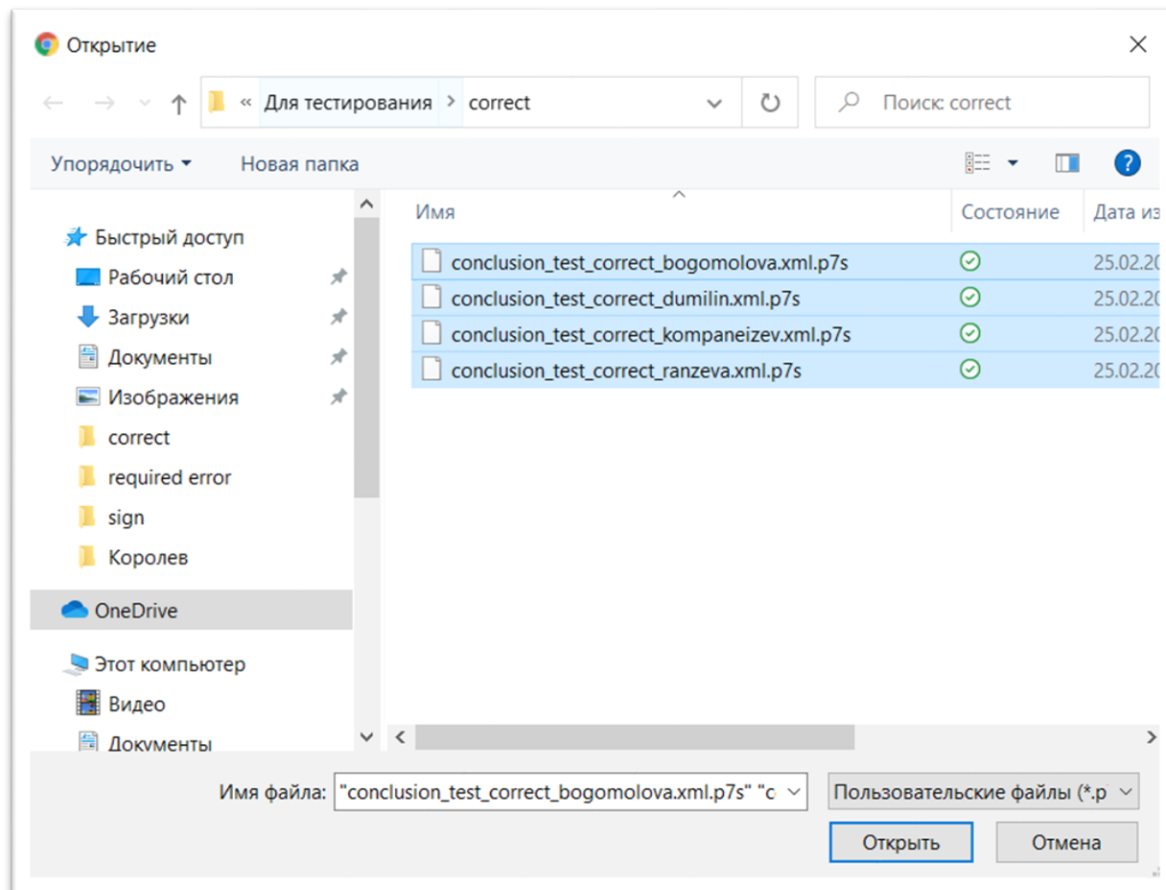 Открытие
« Для тестирования > correct
Поиск: correct
Упорядочить
Новая папка
?
Имя
Состояние
Дата из
Быстрый доступ
Рабочий стол
Загрузки
Документы
Изображения
correct
required error
sign
Королев
OneDrive
Этот компьютер
Видео
Документы
conclusion_test_correct_bogomolova.xml.p7s 25.02.20
conclusion_test_correct_dumilin.xml.p7s 25.02.20
conclusion_test_correct_kompaneizev.xml.p7s 25.02.20
conclusion_test_correct_ranzeva.xml.p7s 25.02.20
Имя файла: "conclusion_test_correct_bogomolova.xml.p7s" "c
Пользовательские файлы (*.p
Открыть
Отмена